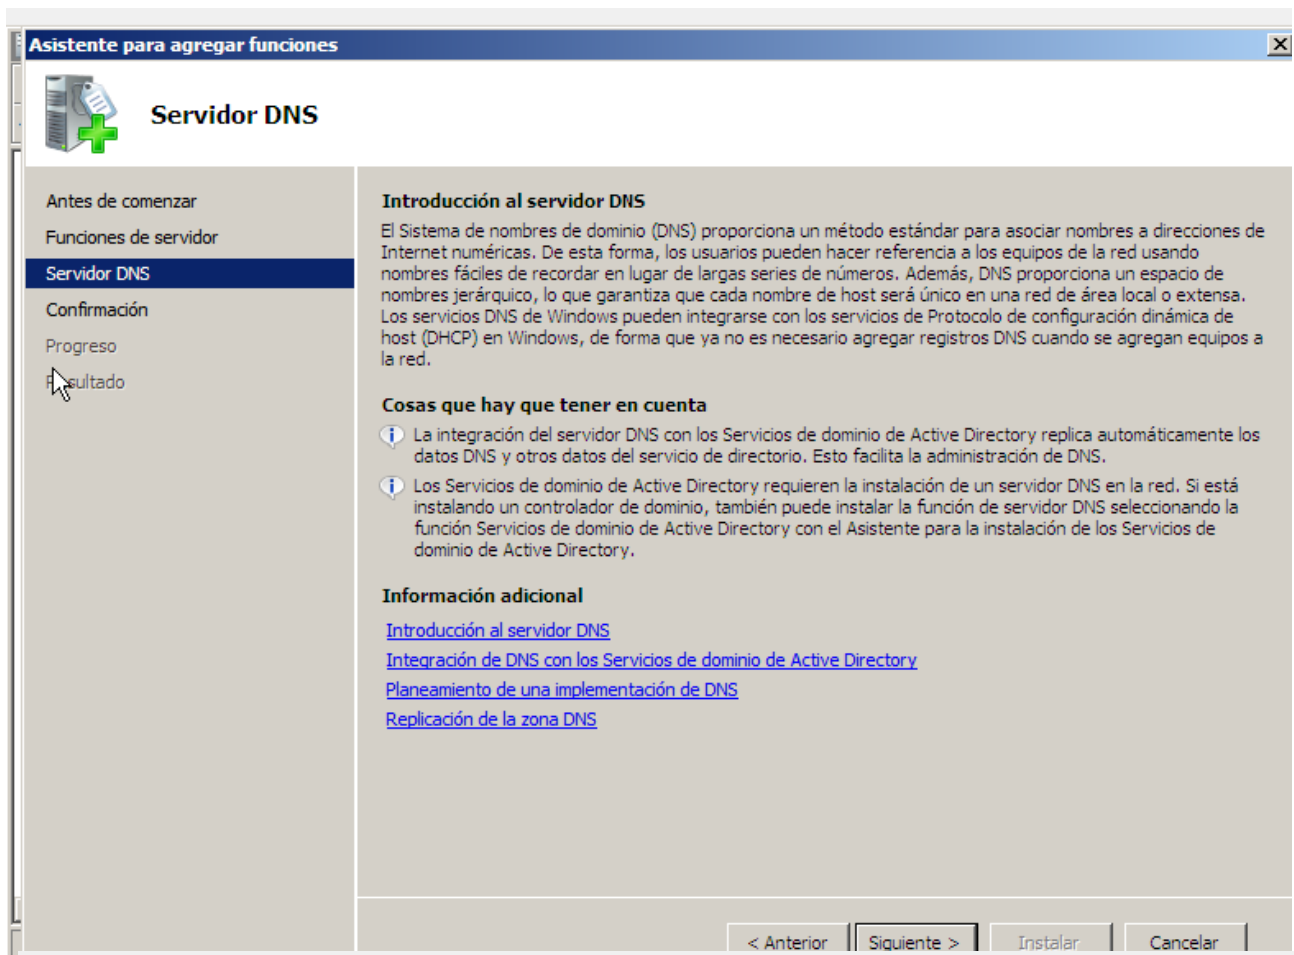 Asistente para agregar funciones
Servidor DNS
Antes de comenzar
Funciones de servidor
Servidor DNS
Confirmación
Progreso
Resultado
Introducción al servidor DNS
El Sistema de nombres de dominio (DNS) proporciona un método estándar para asociar nombres a direcciones de
Internet numéricas. De esta forma, los usuarios pueden hacer referencia a los equipos de la red usando
nombres fáciles de recordar en lugar de largas series de números. Además, DNS proporciona un espacio de
nombres jerárquico, lo que garantiza que cada nombre de host será único en una red de área local o extensa.
Los servicios DNS de Windows pueden integrarse con los servicios de Protocolo de configuración dinámica de
host (DHCP) en Windows, de forma que ya no es necesario agregar registros DNS cuando se agregan equipos a
la red.
Cosas que hay que tener en cuenta
La integración del servidor DNS con los Servicios de dominio de Active Directory replica automáticamente los
datos DNS y otros datos del servicio de directorio. Esto facilita la administración de DNS.
Los Servicios de dominio de Active Directory requieren la instalación de un servidor DNS en la red. Si está
instalando un controlador de dominio, también puede instalar la función de servidor DNS seleccionando la
función Servicios de dominio de Active Directory con el Asistente para la instalación de los Servicios de
dominio de Active Directory.
Información adicional
Introducción al servidor DNS
Integración de DNS con los Servicios de dominio de Active Directory
Planeamiento de una implementación de DNS
Replicación de la zona DNS
< Anterior
Siguiente >
Instalar
Cancelar